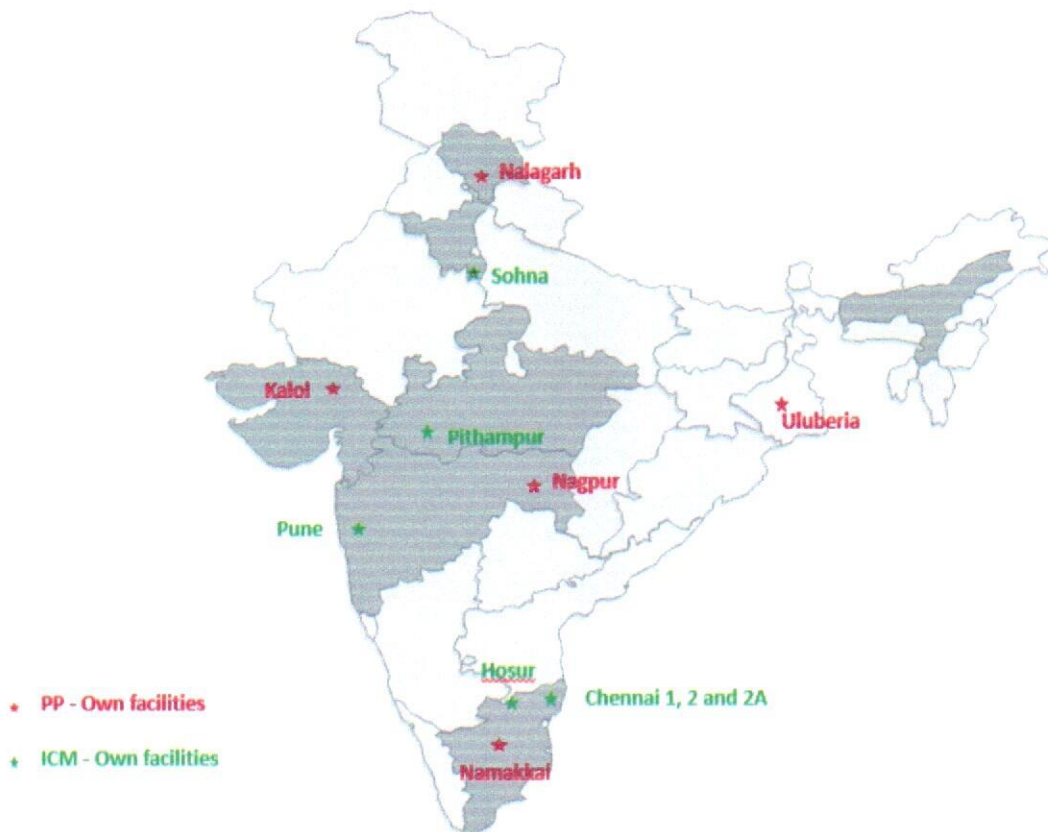 Nalagarh
Sohna
Kalol
Pithampur
Uluberia
Nagpur
Pune
Hosur
Chennai 1, 2 and 2A
PP - Own facilities
ICM - Own facilities
Namakkal